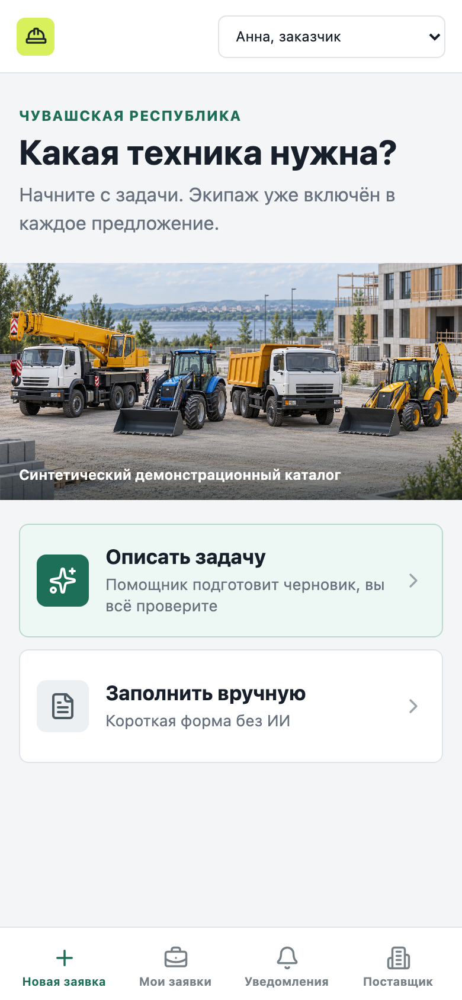 Анна, заказчик
ЧУВАШСКАЯ РЕСПУБЛИКА
Какая техника нужна?
Начните с задачи. Экипаж уже включён в
каждое предложение.
Синтетический демонстрационный каталог
Описать задачу
Помощник подготовит черновик, вы
всё проверите
Заполнить вручную
Короткая форма без ИИ
Новая заявка
Мои заявки
Уведомления
Поставщик